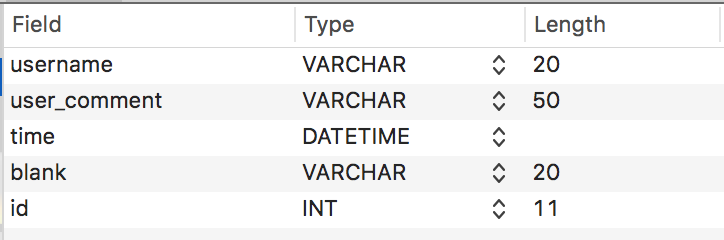 Field Type Length
username VARCHAR 20
user_comment VARCHAR 50
time DATETIME
blank VARCHAR 20
id INT 11